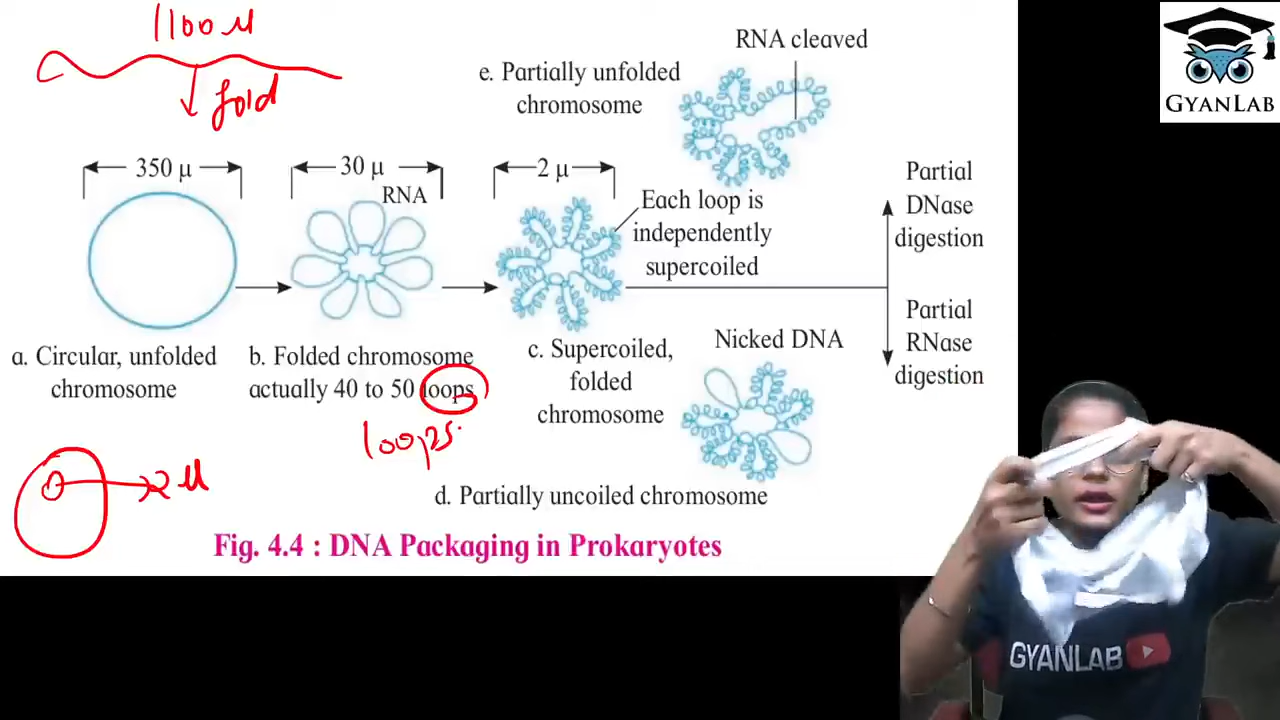 1100 µ
fold
RNA cleaved
e. Partially unfolded
chromosome
350 µ
30 µ
RNA
2 µ
Each loop is
independently
supercoiled
Partial
DNase
digestion
Partial
RNase
digestion
a. Circular, unfolded
chromosome
b. Folded chromosome
actually 40 to 50 loops
loops.
c. Supercoiled,
folded
chromosome
Nicked DNA
2 µ
d. Partially uncoiled chromosome
Fig. 4.4 : DNA Packaging in Prokaryotes
GYANLAB
GYANLAB